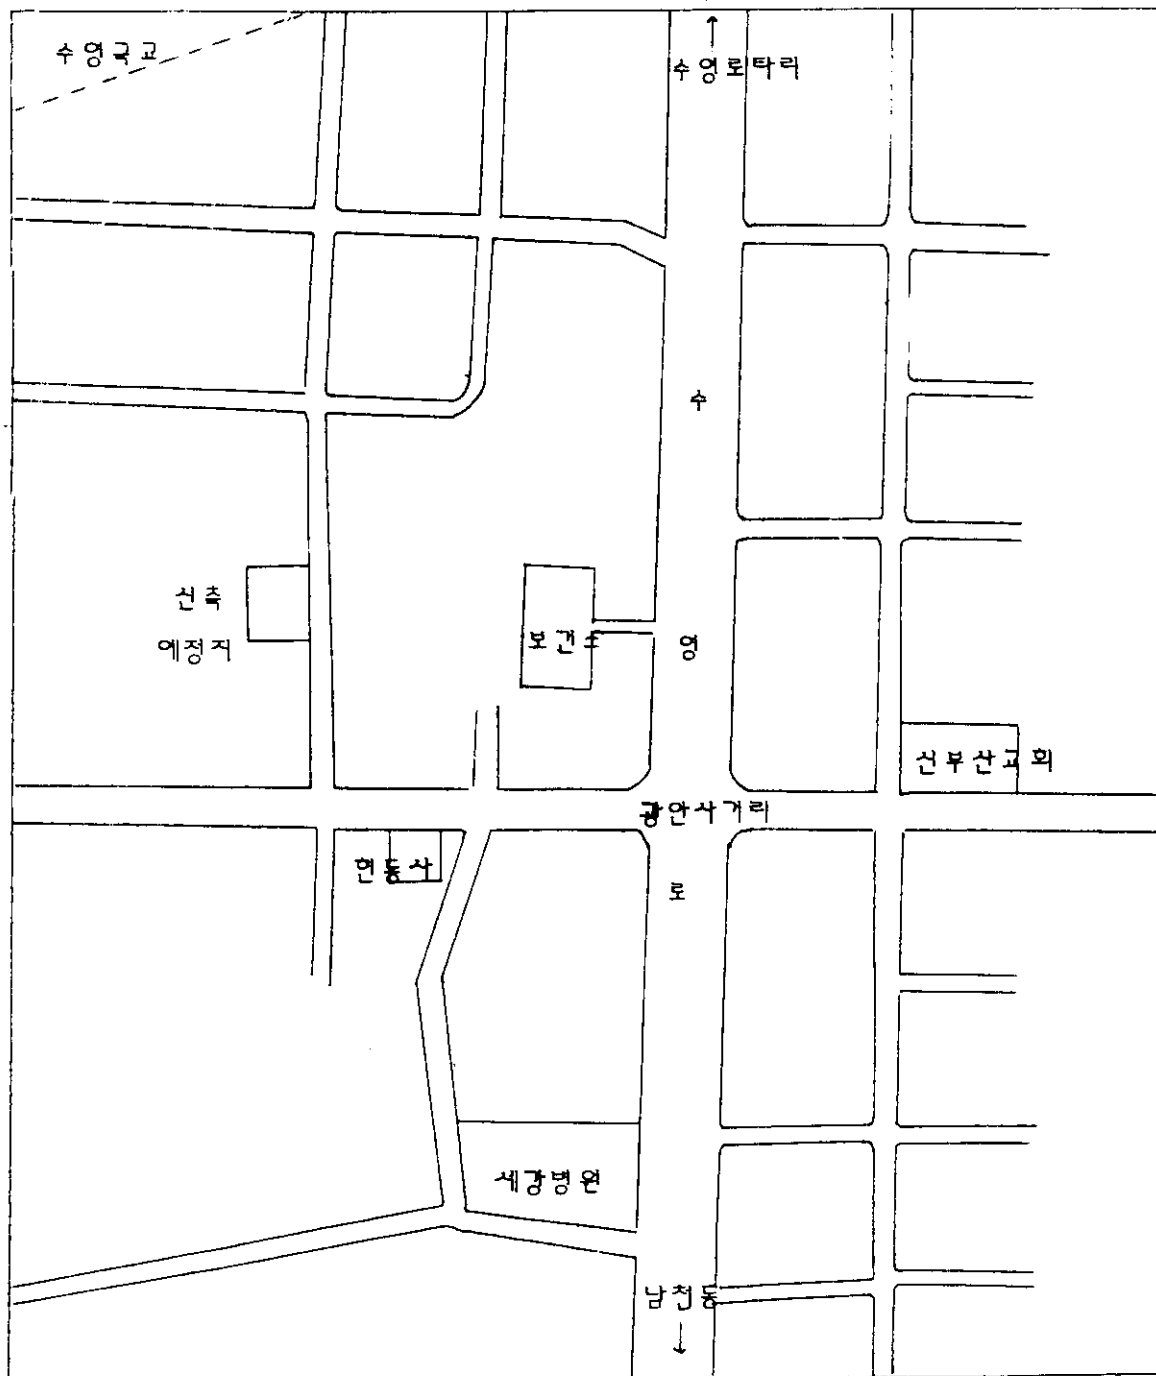 수영국교
수영로타리
수
신축
예정지
보건소
영
신부산교회
광안사거리
현동사
로
세강병원
남천동